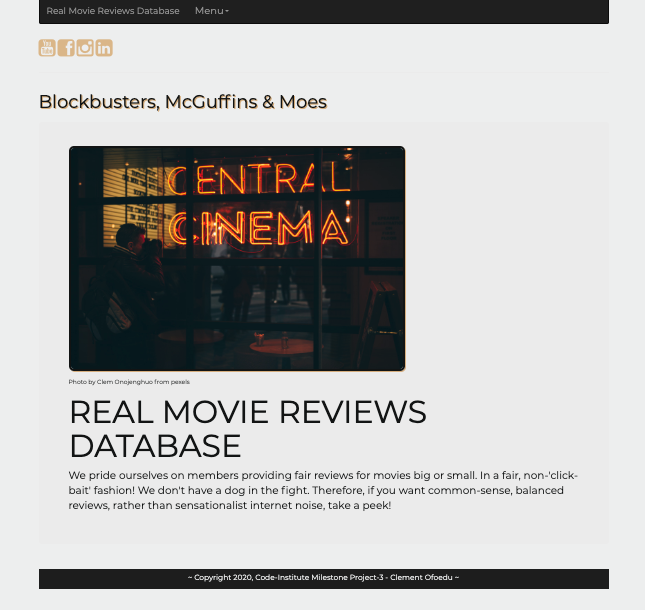 Real Movie Reviews Database Menu
You Tube
Blockbusters, McGuffins & Moes
CENTRAL
CINEMA
Photo by Clem Onojenghuo from pexels
REAL MOVIE REVIEWS
DATABASE
We pride ourselves on members providing fair reviews for movies big or small. In a fair, non-'click-
bait' fashion! We don't have a dog in the fight. Therefore, if you want common-sense, balanced
reviews, rather than sensationalist internet noise, take a peek!
~ Copyright 2020, Code-Institute Milestone Project-3 - Clement Ofoedu ~